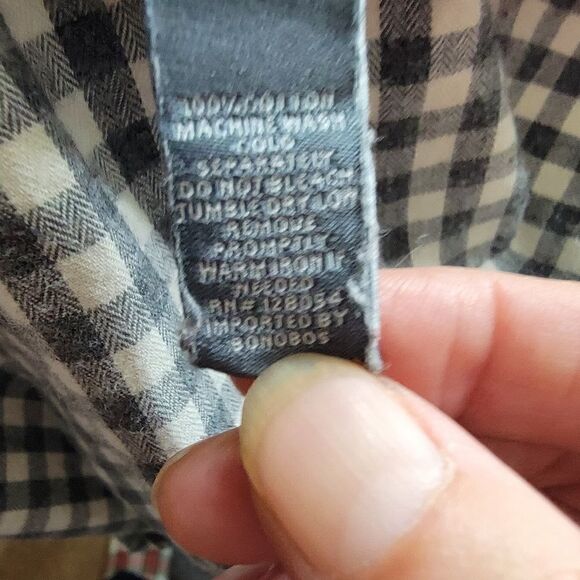 100% COTTON
MACHINE WASH
COLD
SEPARATELY
DO NOT BLEACH
TUMBLE DRY LOW
REMOVE
PROMPTLY
WARM IRON IF
NEEDED
RN# 128054
IMPORTED BY
BONOBOS